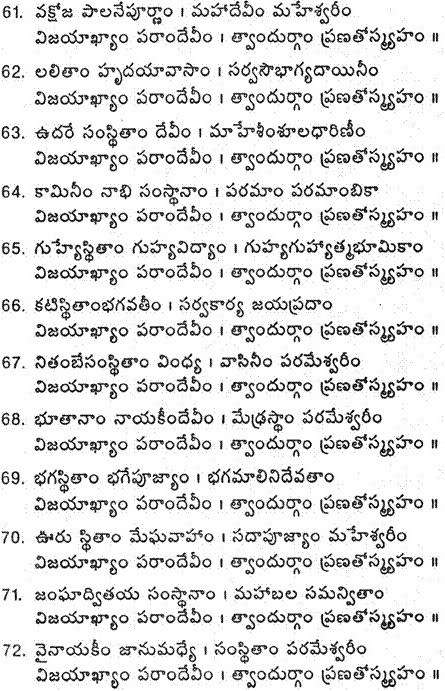 61. వక్షోజ పాలనేపూర్ణాం । మహాదేవీం మహేశ్వరీం
విజయాఖ్యాం పరాందేవీం । త్వాందుర్గాం ప్రణతోస్మ్యహం ॥
62. లలితాం హృదయావాసాం । సర్వసౌభాగ్యదాయినీం
విజయాఖ్యాం పరాందేవీం । త్వాందుర్గాం ప్రణతోస్మ్యహం ॥
63. ఉదరే సంస్థితాం దేవీం । మాహేశీంశూలధారిణీం
విజయాఖ్యాం పరాందేవీం । త్వాందుర్గాం ప్రణతోస్మ్యహం ॥
64. కామినీం నాభి సంస్థానాం । పరమాం పరమాంబికా
విజయాఖ్యాం పరాందేవీం । త్వాందుర్గాం ప్రణతోస్మ్యహం ॥
65. గుహ్యేస్థితాం గుహ్యవిద్యాం । గుహ్యగుహ్యాత్మభూమికాం
విజయాఖ్యాం పరాందేవీం । త్వాందుర్గాం ప్రణతోస్మ్యహం ॥
66. కటిస్థితాంభగవతీం । సర్వకార్య జయప్రదాం
విజయాఖ్యాం పరాందేవీం । త్వాందుర్గాం ప్రణతోస్మ్యహం ॥
67. నితంబేసంస్థితాం వింధ్య । వాసినీం పరమేశ్వరీం
విజయాఖ్యాం పరాందేవీం । త్వాందుర్గాం ప్రణతోస్మ్యహం ॥
68. భూతానాం నాయకీందేవీం । మేఢ్రస్థాం పరమేశ్వరీం
విజయాఖ్యాం పరాందేవీం । త్వాందుర్గాం ప్రణతోస్మ్యహం ॥
69. భగస్థితాం భగేపూజ్యాం । భగమాలినిదేవతాం
విజయాఖ్యాం పరాందేవీం । త్వాందుర్గాం ప్రణతోస్మ్యహం ॥
70. ఊరు స్థితాం మేఘవాహాం । సదాపూజ్యాం మహేశ్వరీం
విజయాఖ్యాం పరాందేవీం । త్వాందుర్గాం ప్రణతోస్మ్యహం ॥
71. జంఘాద్వితయ సంస్థానాం । మహాబల సమన్వితాం
విజయాఖ్యాం పరాందేవీం । త్వాందుర్గాం ప్రణతోస్మ్యహం ॥
72. వైనాయకీం జానుమధ్యే । సంస్థితాం పరమేశ్వరీం
విజయాఖ్యాం పరాందేవీం । త్వాందుర్గాం ప్రణతోస్మ్యహం ॥